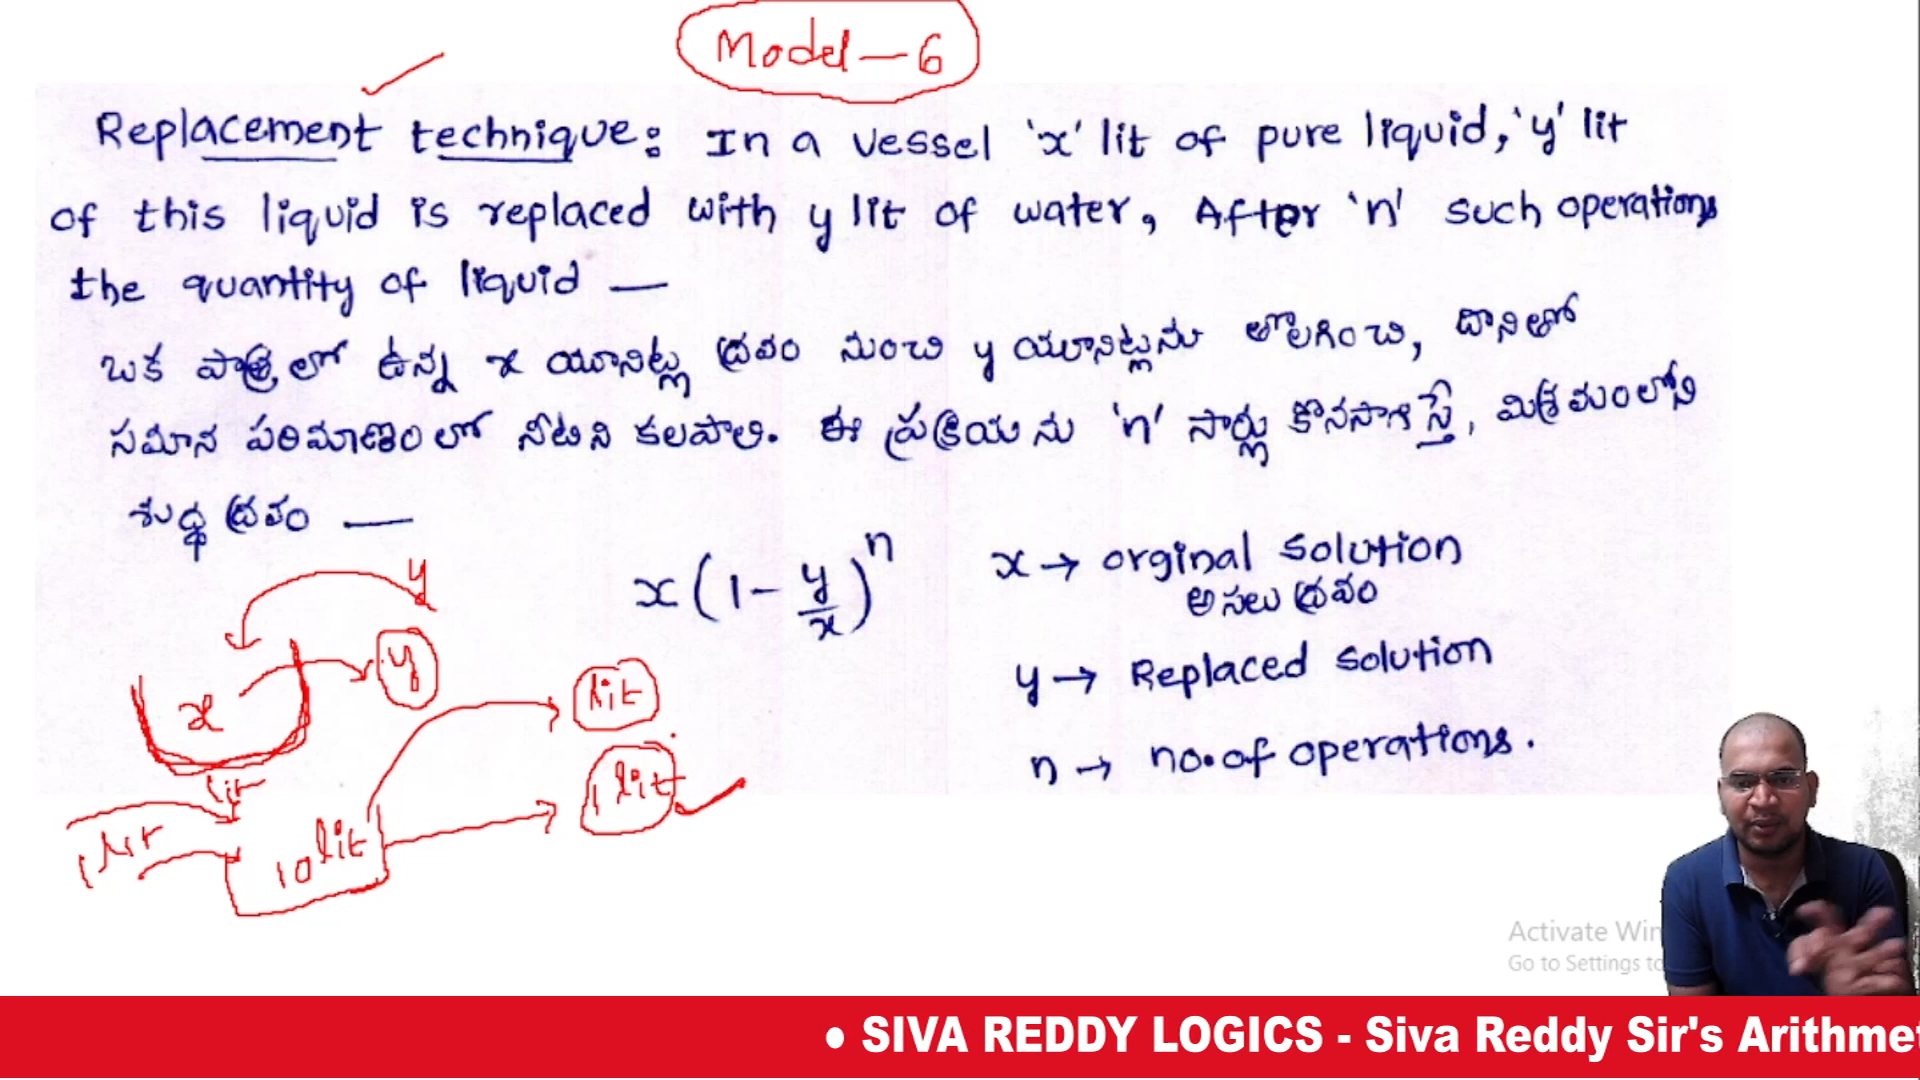 Model-6
Replacement technique: In a vessel 'x' lit of pure liquid, 'y' lit
of this liquid is replaced with y lit of water, After 'n' such operations
the quantity of liquid —
ఒక పాత్రలో ఉన్న x యూనిట్ల ద్రవం నుంచి y యూనిట్లను తొలగించి, దానితో
సమాన పరిమాణంలో నీటిని కలపాలి. ఈ ప్రక్రియను 'n' సార్లు కొనసాగిస్తే, మిశ్రమంలోని
శుద్ధ ద్రవం —
x(1-y/x)^n
x → orginal solution
అసలు ద్రవం
y → Replaced solution
n → no.of operations.
y
y
x
1 lit
1 lit
10 lit
Activate Win
Go to Settings to
• SIVA REDDY LOGICS - Siva Reddy Sir's Arithme